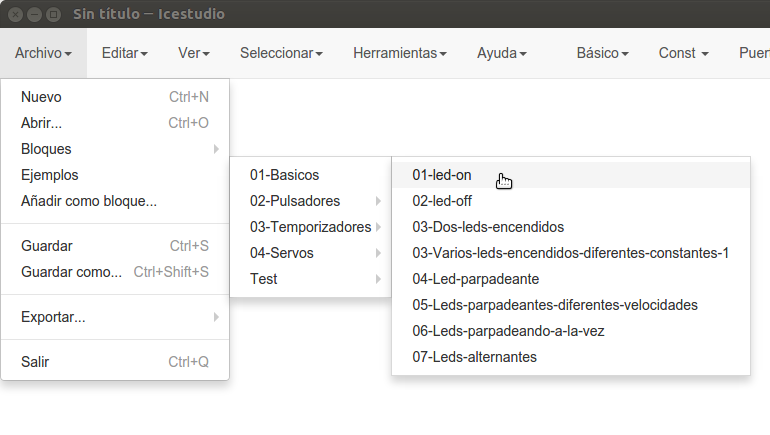 Sin título — Icestudio
Archivo Editar Ver Seleccionar Herramientas Ayuda Básico Const Puer
Nuevo Ctrl+N
Abrir... Ctrl+O
Bloques
Ejemplos
Añadir como bloque...
Guardar Ctrl+S
Guardar como... Ctrl+Shift+S
Exportar...
Salir Ctrl+Q
01-Basicos
02-Pulsadores
03-Temporizadores
04-Servos
Test
01-led-on
02-led-off
03-Dos-leds-encendidos
03-Varios-leds-encendidos-diferentes-constantes-1
04-Led-parpadeante
05-Leds-parpadeantes-diferentes-velocidades
06-Leds-parpadeando-a-la-vez
07-Leds-alternantes